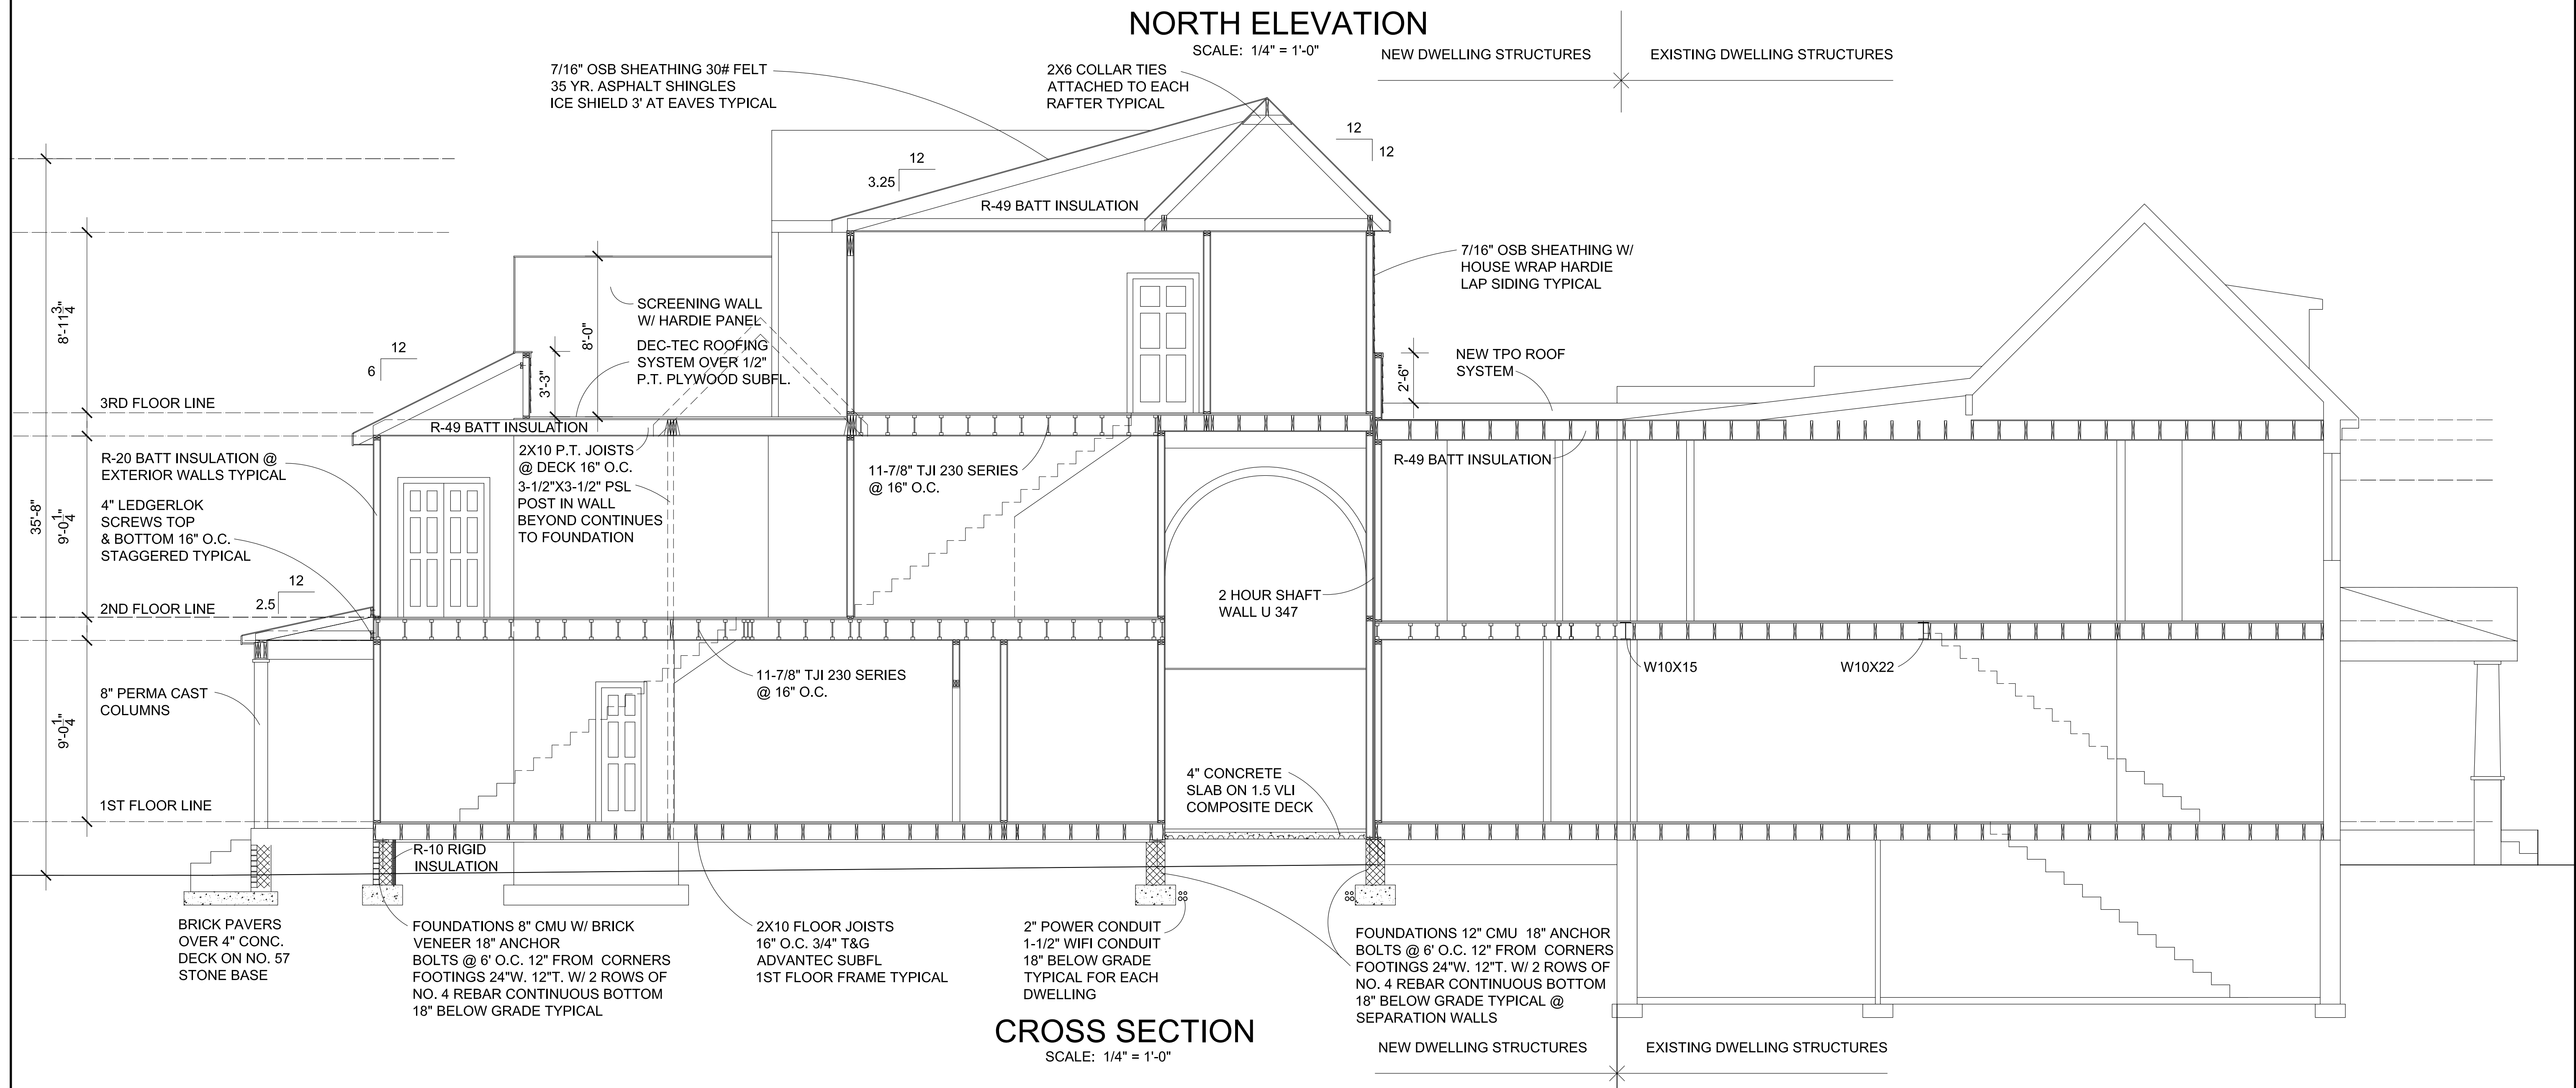 NORTH ELEVATION
SCALE: 1/4" = 1'-0"
NEW DWELLING STRUCTURES
EXISTING DWELLING STRUCTURES
7/16" OSB SHEATHING 30# FELT
35 YR. ASPHALT SHINGLES
ICE SHIELD 3' AT EAVES TYPICAL
2X6 COLLAR TIES
ATTACHED TO EACH
RAFTER TYPICAL
12
12
12
3.25
R-49 BATT INSULATION
7/16" OSB SHEATHING W/
HOUSE WRAP HARDIE
LAP SIDING TYPICAL
8'-11 3/4"
SCREENING WALL
W/ HARDIE PANEL
8'-0"
DEC-TEC ROOFING
SYSTEM OVER 1/2"
P.T. PLYWOOD SUBFL.
12
6
3'-3"
2'-6"
NEW TPO ROOF
SYSTEM
3RD FLOOR LINE
R-49 BATT INSULATION
R-20 BATT INSULATION @
EXTERIOR WALLS TYPICAL
2X10 P.T. JOISTS
@ DECK 16" O.C.
3-1/2"X3-1/2" PSL
POST IN WALL
BEYOND CONTINUES
TO FOUNDATION
11-7/8" TJI 230 SERIES
@ 16" O.C.
R-49 BATT INSULATION
35'-8"
9'-0 1/4"
4" LEDGERLOK
SCREWS TOP
& BOTTOM 16" O.C.
STAGGERED TYPICAL
12
2.5
2ND FLOOR LINE
2 HOUR SHAFT
WALL U 347
9'-0 1/4"
8" PERMA CAST
COLUMNS
11-7/8" TJI 230 SERIES
@ 16" O.C.
W10X15
W10X22
4" CONCRETE
SLAB ON 1.5 VLI
COMPOSITE DECK
1ST FLOOR LINE
R-10 RIGID
INSULATION
BRICK PAVERS
OVER 4" CONC.
DECK ON NO. 57
STONE BASE
FOUNDATIONS 8" CMU W/ BRICK
VENEER 18" ANCHOR
BOLTS @ 6' O.C. 12" FROM CORNERS
FOOTINGS 24"W. 12"T. W/ 2 ROWS OF
NO. 4 REBAR CONTINUOUS BOTTOM
18" BELOW GRADE TYPICAL
2X10 FLOOR JOISTS
16" O.C. 3/4" T&G
ADVANTEC SUBFL
1ST FLOOR FRAME TYPICAL
2" POWER CONDUIT
1-1/2" WIFI CONDUIT
18" BELOW GRADE
TYPICAL FOR EACH
DWELLING
FOUNDATIONS 12" CMU 18" ANCHOR
BOLTS @ 6' O.C. 12" FROM CORNERS
FOOTINGS 24"W. 12"T. W/ 2 ROWS OF
NO. 4 REBAR CONTINUOUS BOTTOM
18" BELOW GRADE TYPICAL @
SEPARATION WALLS
CROSS SECTION
SCALE: 1/4" = 1'-0"
NEW DWELLING STRUCTURES
EXISTING DWELLING STRUCTURES